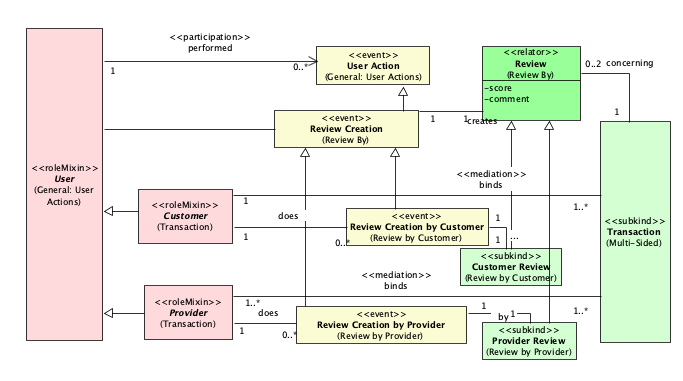 <<participation>>
performed
1
0..*
<<event>>
User Action
(General: User Actions)
<<relator>>
Review
(Review By)
-score
-comment
0..2 concerning
1
<<event>>
Review Creation
(Review By)
1
1
creates
<<roleMixin>>
User
(General: User
Actions)
<<mediation>>
binds
<<roleMixin>>
Customer
(Transaction)
1
1..*
does
1
0..*
<<event>>
Review Creation by Customer
(Review by Customer)
1
1
...
<<subkind>>
Transaction
(Multi-Sided)
<<subkind>>
Customer Review
(Review by Customer)
<<mediation>>
binds
<<roleMixin>>
Provider
(Transaction)
1..*
1..*
does
1
0..*
<<event>>
Review Creation by Provider
(Review by Provider)
1
by 1
<<subkind>>
Provider Review
(Review by Provider)